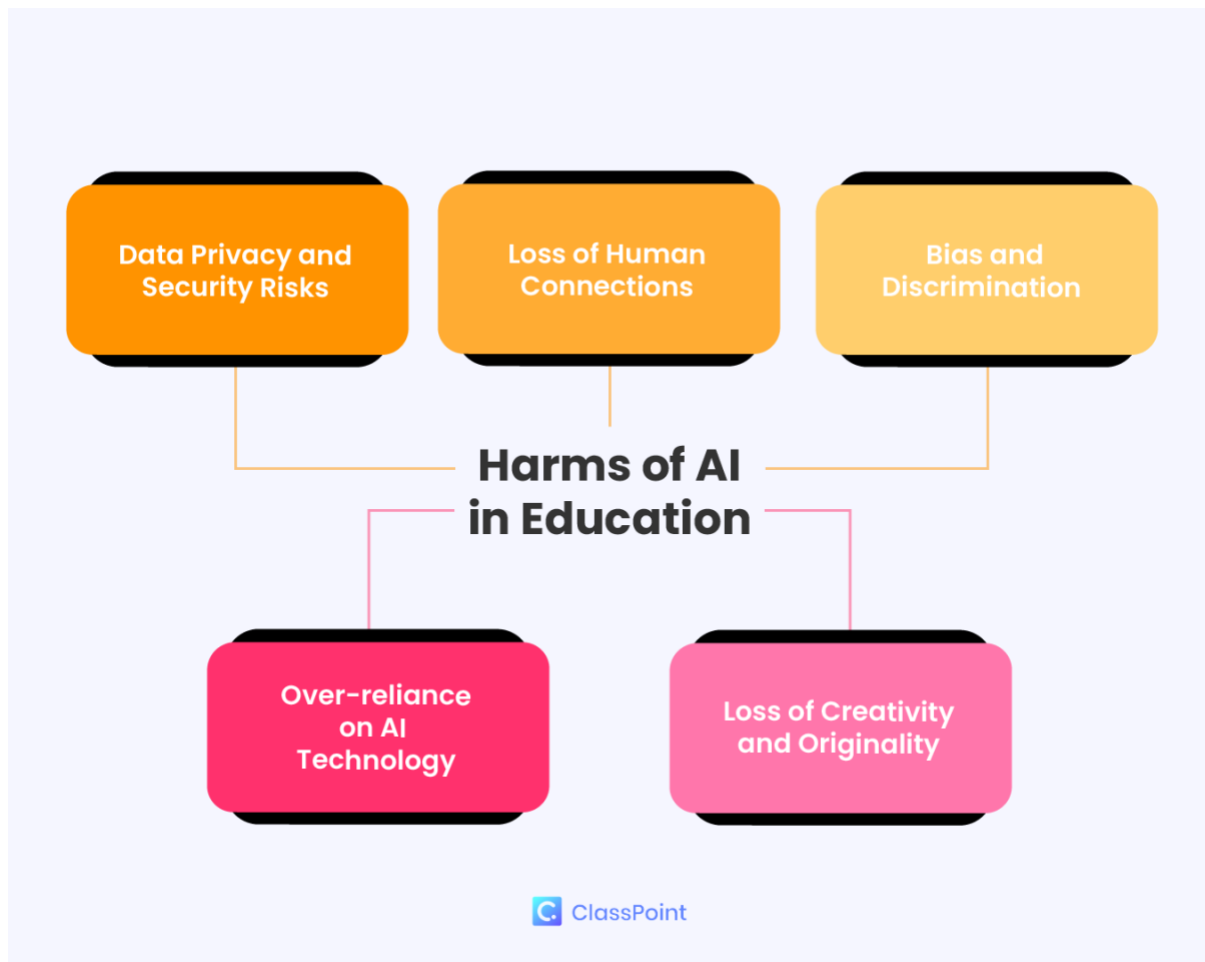 Data Privacy and
Security Risks
Loss of Human
Connections
Bias and
Discrimination
Harms of AI
in Education
Over-reliance
on AI
Technology
Loss of Creativity
and Originality
C. ClassPoint